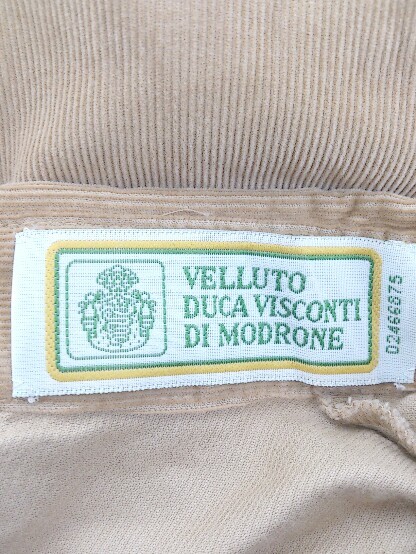 VELLUTO
DUCA VISCONTI
DI MODRONE
02466875